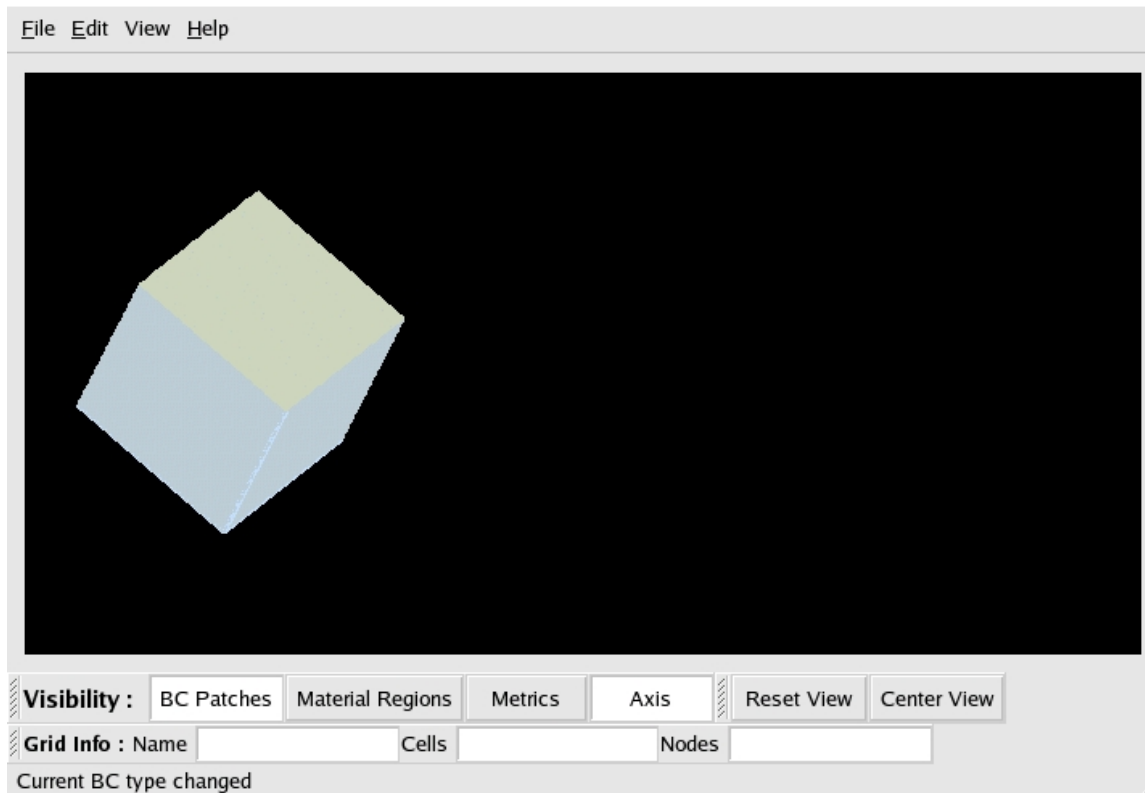 File Edit View Help
Visibility : BC Patches Material Regions Metrics Axis Reset View Center View
Grid Info : Name Cells Nodes
Current BC type changed